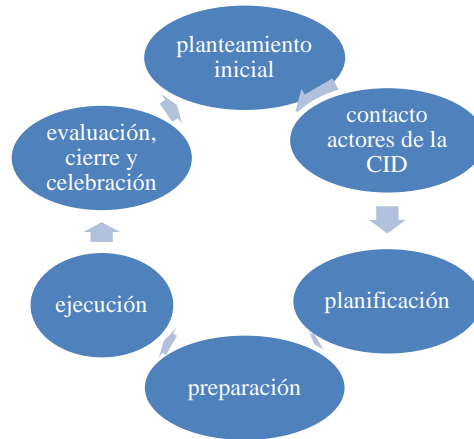 planteamiento
inicial
contacto
actores de la
CID
planificación
preparación
ejecución
evaluación,
cierre y
celebración